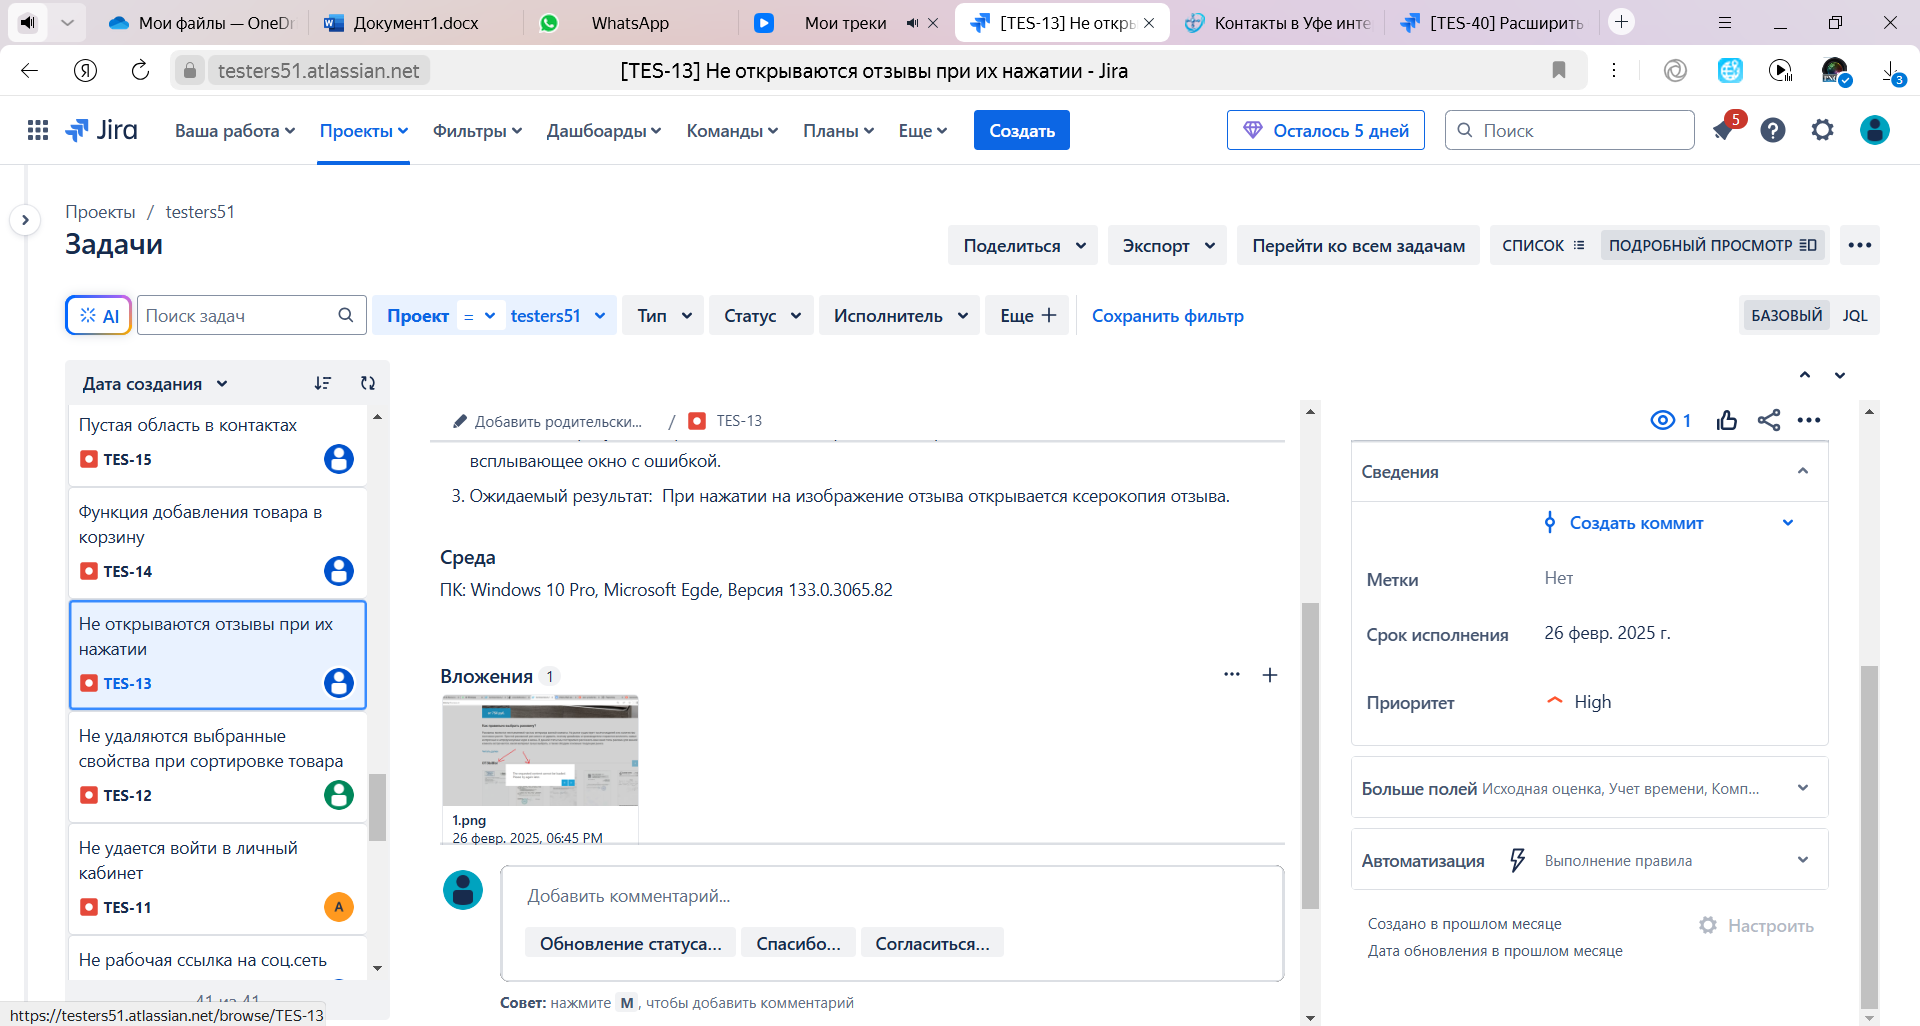 Мои файлы — OneDr
Документ1.docx
WhatsApp
Мои треки
[TES-13] Не откры
Контакты в Уфе инте
[TES-40] Расширить
testers51.atlassian.net
[TES-13] Не открываются отзывы при их нажатии - Jira
3
Jira
Ваша работа
Проекты
Фильтры
Дашборды
Команды
Планы
Еще
Создать
Осталось 5 дней
Поиск
5
Проекты / testers51
Задачи
Поделиться
Экспорт
Перейти ко всем задачам
СПИСОК
ПОДРОБНЫЙ ПРОСМОТР
AI
Поиск задач
Проект = testers51
Тип
Статус
Исполнитель
Еще
Сохранить фильтр
БАЗОВЫЙ
JQL
Дата создания
Пустая область в контактах
TES-15
Функция добавления товара в
корзину
TES-14
Не открываются отзывы при их
нажатии
TES-13
Не удаляются выбранные
свойства при сортировке товара
TES-12
Не удается войти в личный
кабинет
TES-11
A
Не рабочая ссылка на соц.сеть
41 из 41
https://testers51.atlassian.net/browse/TES-13
Добавить родительски... / TES-13
всплывающее окно с ошибкой.
3. Ожидаемый результат: При нажатии на изображение отзыва открывается ксерокопия отзыва.
Среда
ПК: Windows 10 Pro, Microsoft Egde, Версия 133.0.3065.82
Вложения 1
1.png
26 февр. 2025, 06:45 PM
Добавить комментарий...
Обновление статуса...
Спасибо...
Согласиться...
Совет: нажмите M, чтобы добавить комментарий
1
Сведения
Создать коммит
Метки
Нет
Срок исполнения
26 февр. 2025 г.
Приоритет
High
Больше полей Исходная оценка, Учет времени, Комп...
Автоматизация Выполнение правила
Создано в прошлом месяце
Дата обновления в прошлом месяце
Настроить